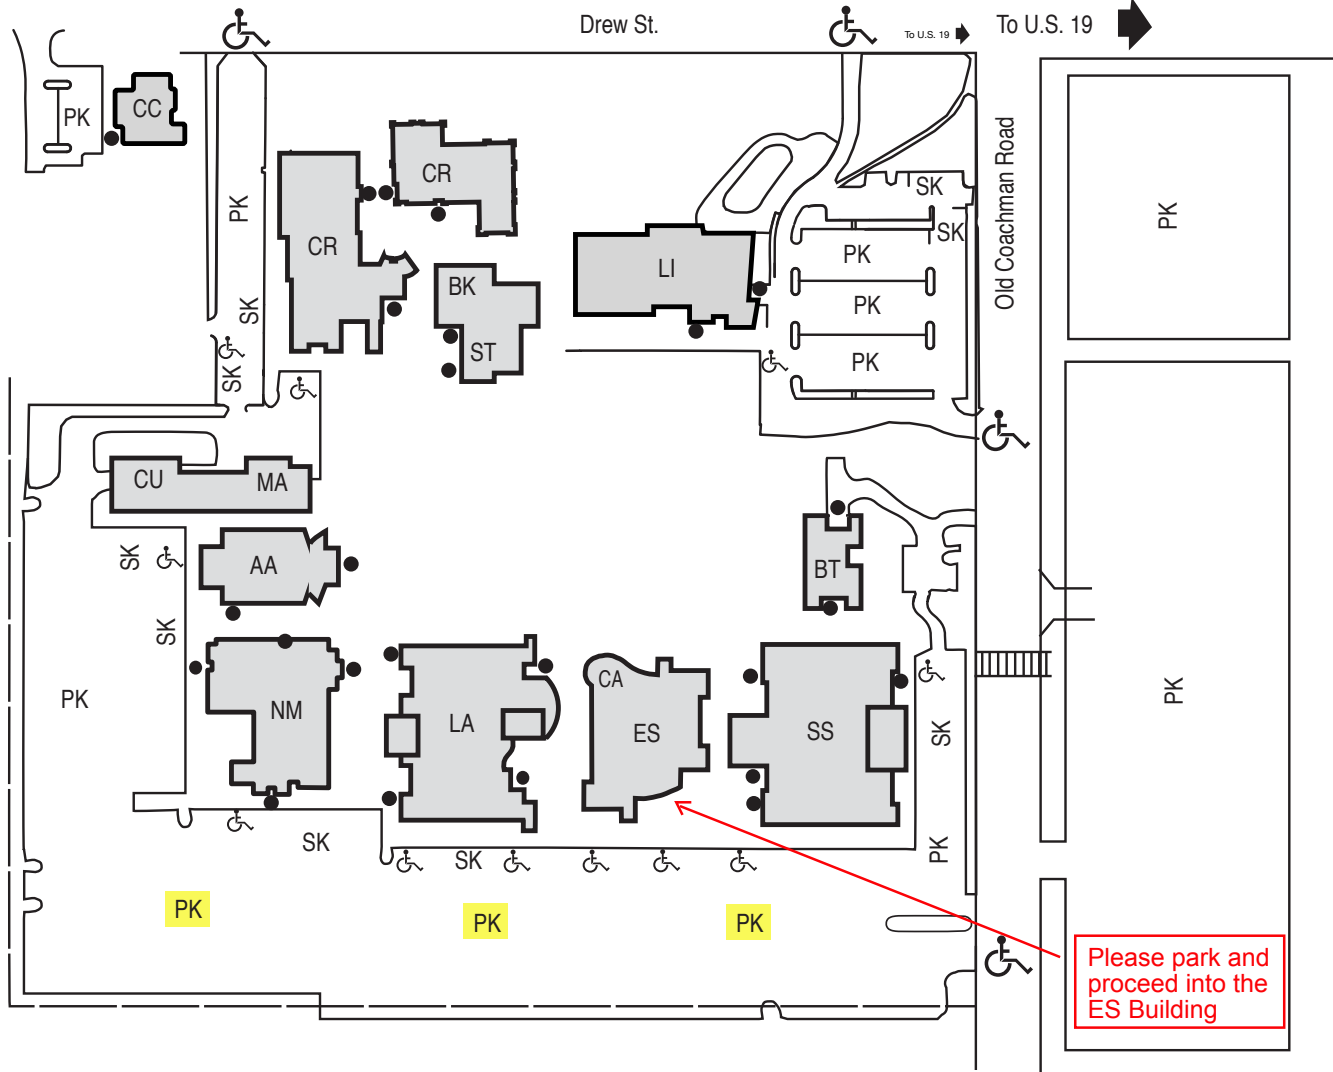 Drew St.
To U.S. 19
To U.S. 19
CC
PK
CR
PK
CR
SK
PK
Old Coachman Road
PK
SK
LI
PK
BK
SK
PK
ST
SK
PK
CU
MA
SK
AA
BT
SK
PK
NM
LA
CA
ES
SS
SK
PK
SK
SK
PK
PK
PK
PK
Please park and
proceed into the
ES Building